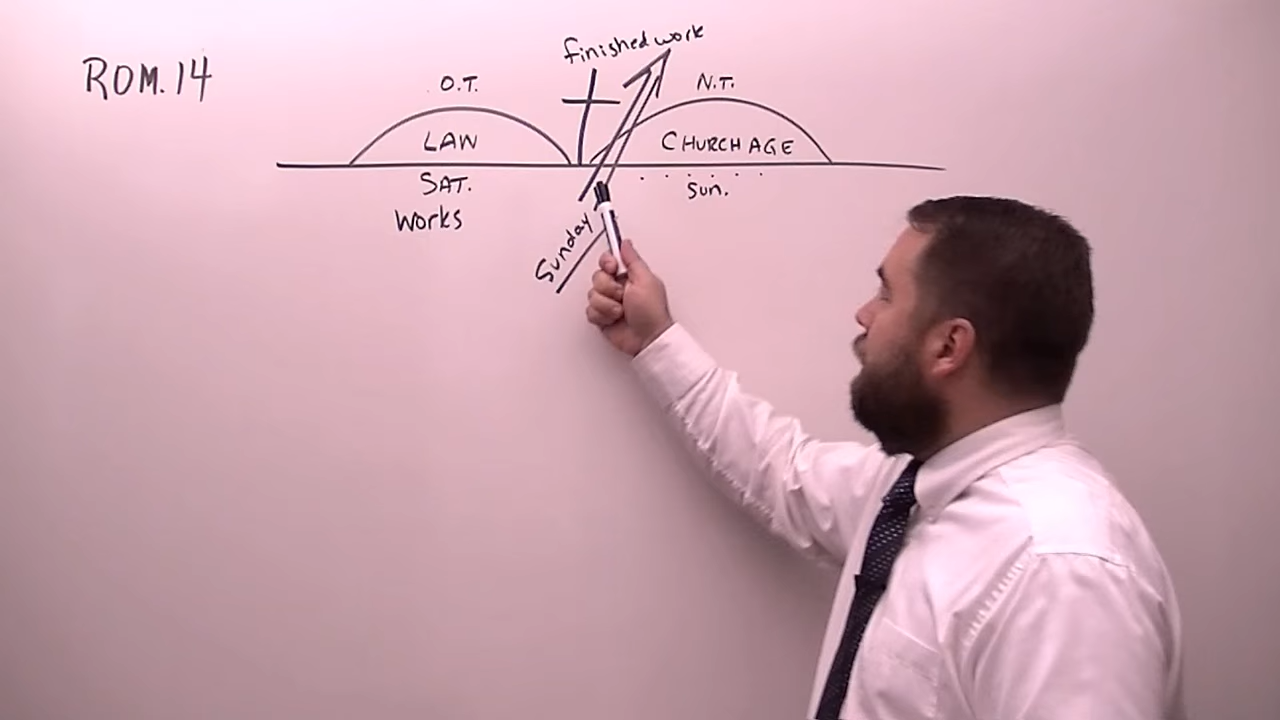 finished work
ROM. 14
O.T.
N.T.
LAW
CHURCH AGE
SAT.
Sun.
Works
Sunday